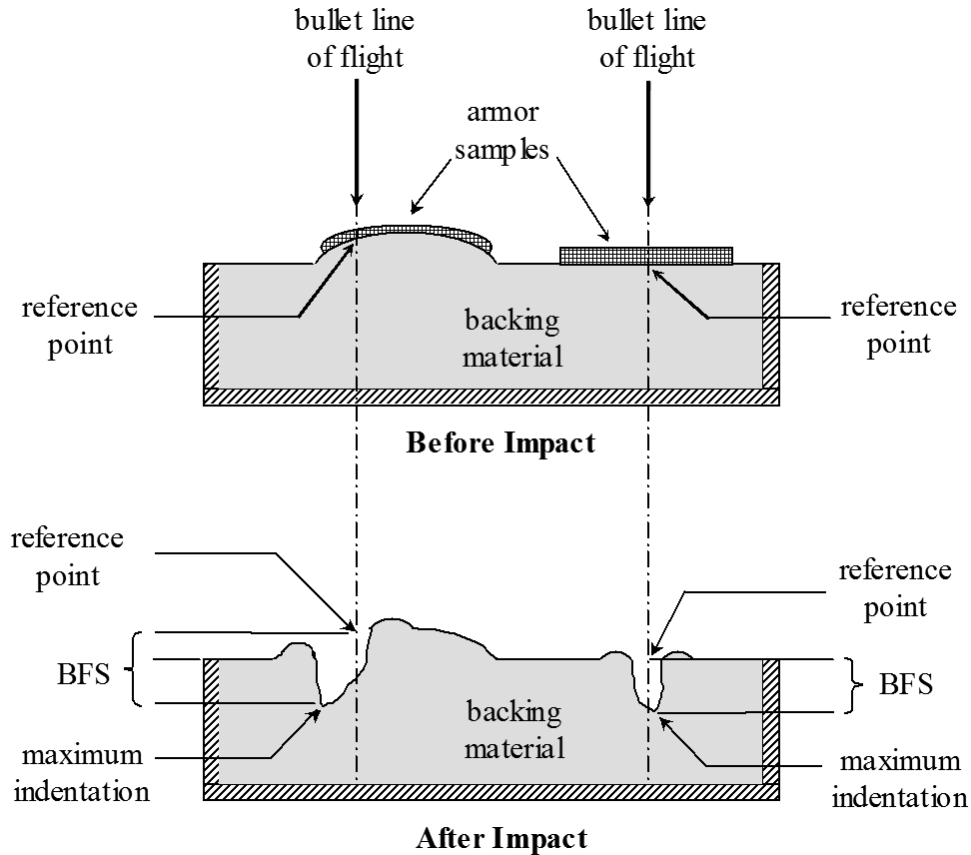 bullet line
of flight
bullet line
of flight
armor
samples
reference
point
backing
material
reference
point
Before Impact
reference
point
reference
point
BFS
BFS
backing
material
maximum
indentation
maximum
indentation
After Impact